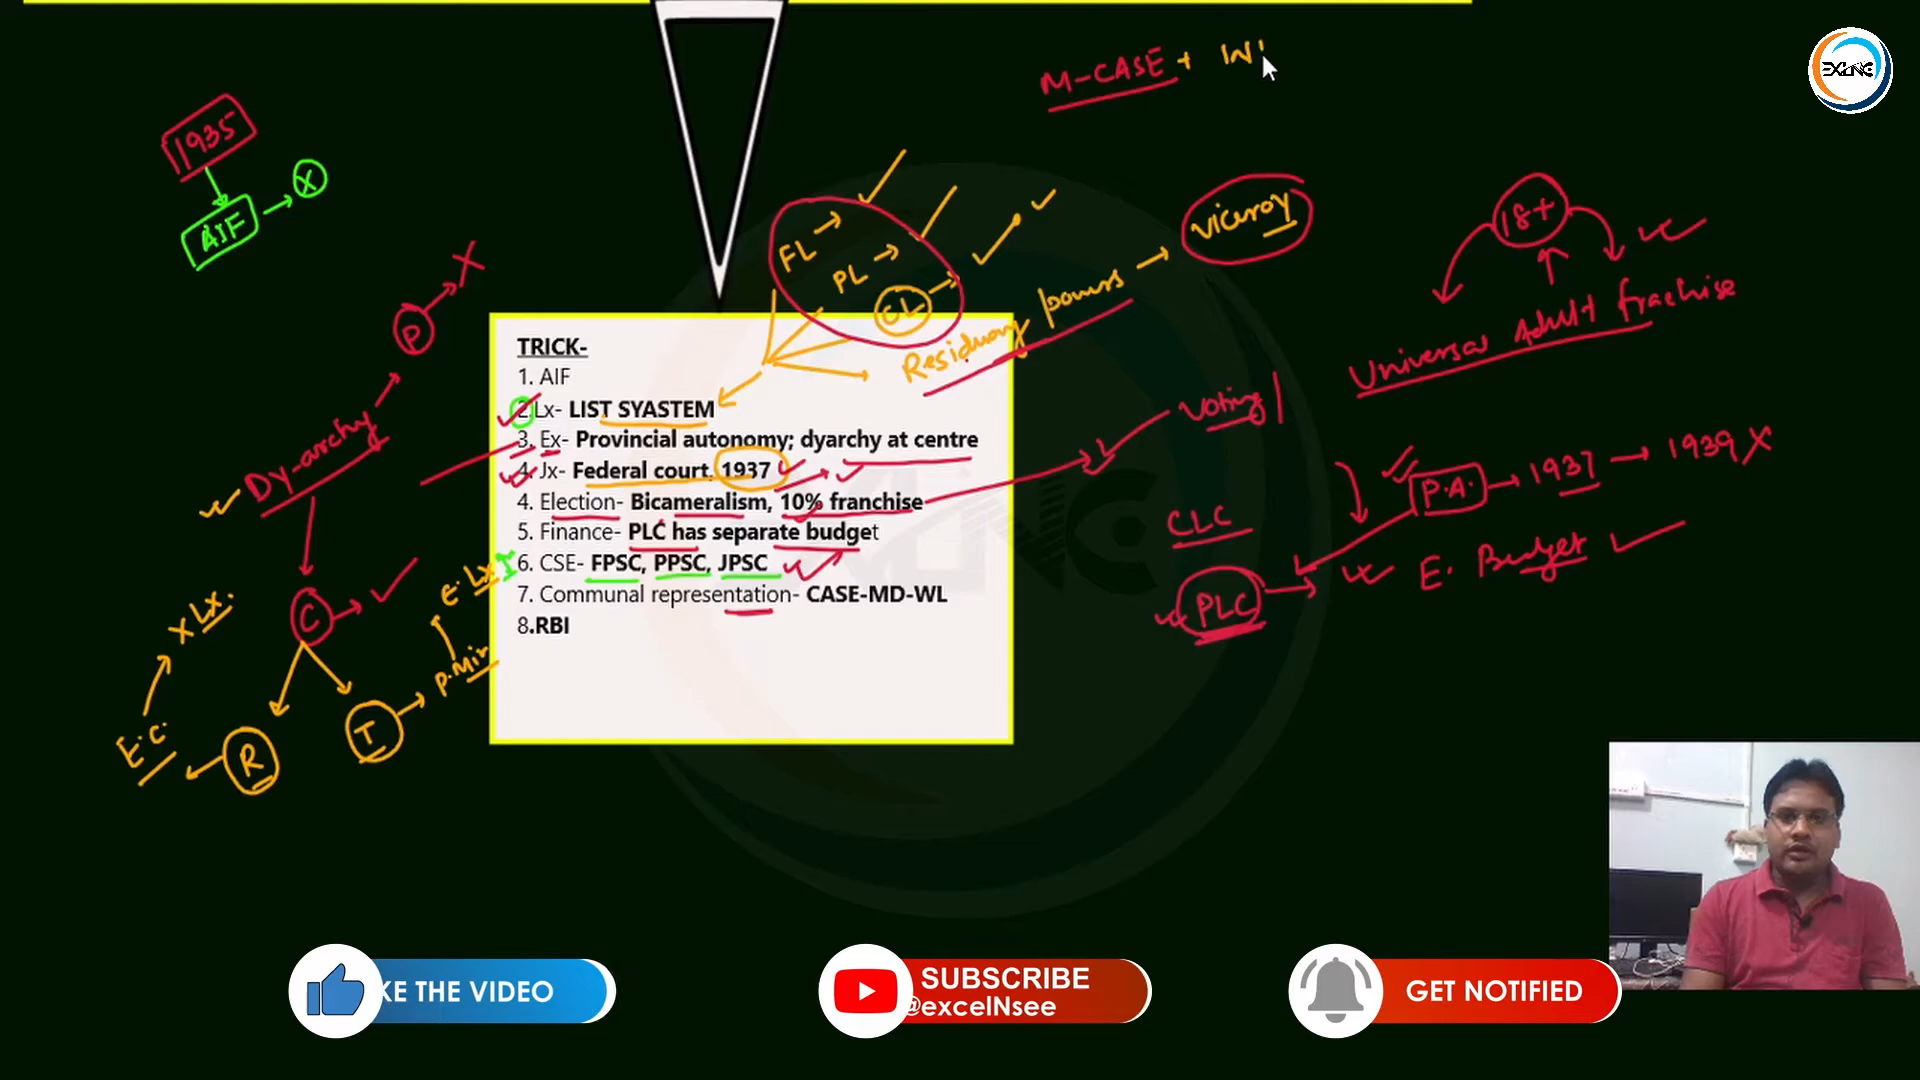 M-CASE + IN
EXLNC
1935
AIF → X
FL →
PL →
CL →
Residuary powers → Viceroy
18+
Universal Adult frachise
P → X
Dy-archy
C →
R
T → P.Min
E.C.
X Lx.
E.Lx
TRICK-
1. AIF
2. Lx- LIST SYASTEM
3. Ex- Provincial autonomy; dyarchy at centre
4. Jx- Federal court, 1937
4. Election- Bicameralism, 10% franchise
5. Finance- PLC has separate budget
6. CSE- FPSC, PPSC, JPSC
7. Communal representation- CASE-MD-WL
8.RBI
Voting
P.A. → 1937 → 1939 X
CLC
PLC → E. Budget
KE THE VIDEO
SUBSCRIBE
@excelNsee
GET NOTIFIED